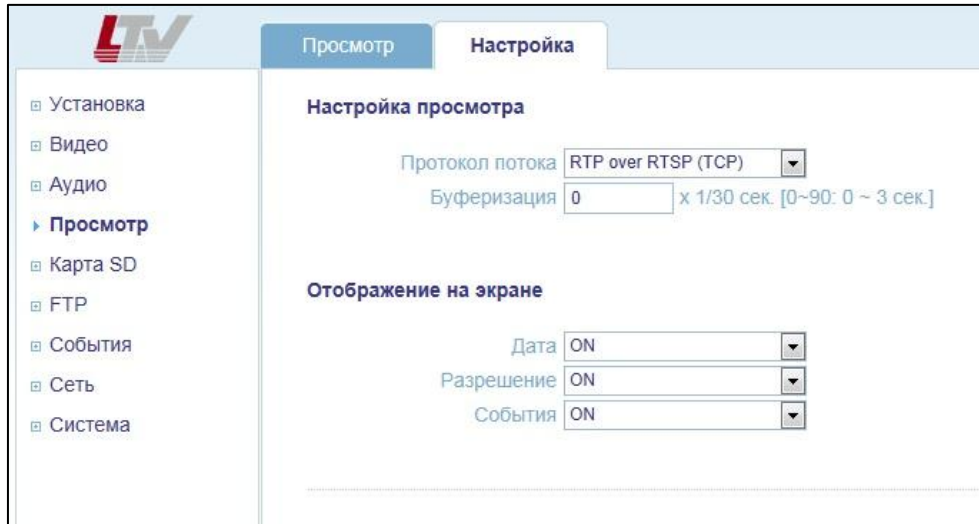 LTV
Просмотр
Настройка
Установка
Видео
Аудио
Просмотр
Карта SD
FTP
События
Сеть
Система
Настройка просмотра
Протокол потока RTP over RTSP (TCP)
Буферизация 0 x 1/30 сек. [0~90: 0 ~ 3 сек.]
Отображение на экране
Дата ON
Разрешение ON
События ON